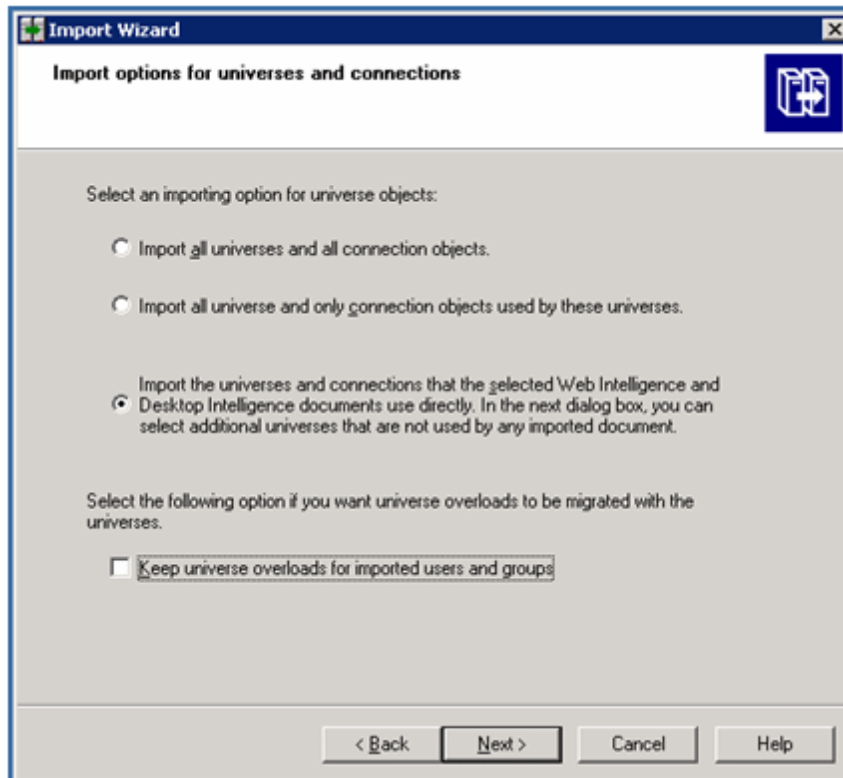 Import Wizard
Import options for universes and connections
Select an importing option for universe objects:
Import all universes and all connection objects.
Import all universe and only connection objects used by these universes.
Import the universes and connections that the selected Web Intelligence and
Desktop Intelligence documents use directly. In the next dialog box, you can
select additional universes that are not used by any imported document.
Select the following option if you want universe overloads to be migrated with the
universes.
Keep universe overloads for imported users and groups
< Back Next > Cancel Help